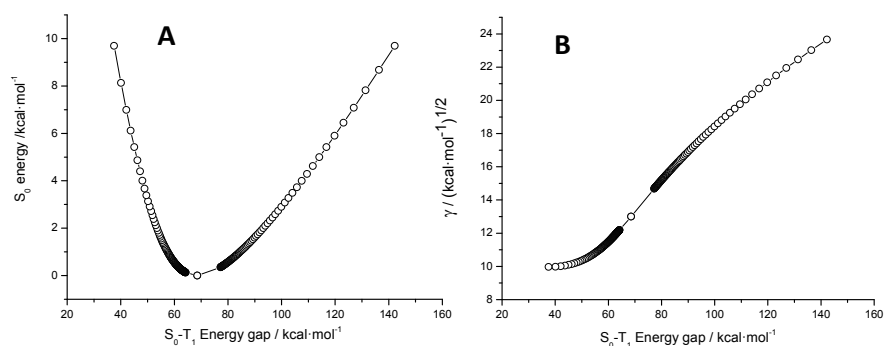 A
S₀ energy /kcal·mol⁻¹
10
8
6
4
2
0
20 40 60 80 100 120 140 160
S₀-T₁ Energy gap / kcal·mol⁻¹
B
γ / (kcal·mol⁻¹)¹/²
24
22
20
18
16
14
12
10
8
20 40 60 80 100 120 140 160
S₀-T₁ Energy gap / kcal·mol⁻¹